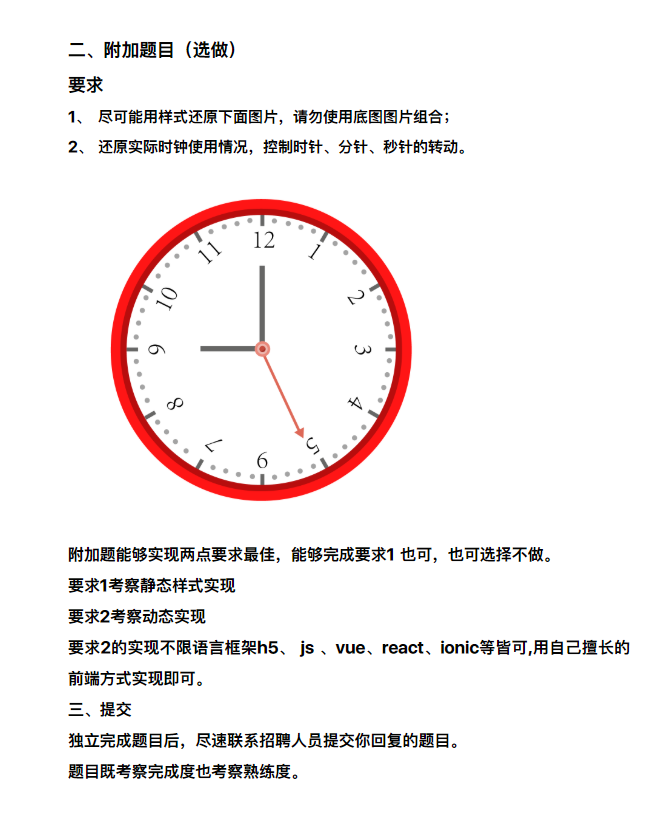 二、附加题目（选做）
要求
1、 尽可能用样式还原下面图片，请勿使用底图图片组合；
2、 还原实际时钟使用情况，控制时针、分针、秒针的转动。
12
1
2
3
4
5
6
7
8
9
10
11
附加题能够实现两点要求最佳，能够完成要求1 也可，也可选择不做。
要求1考察静态样式实现
要求2考察动态实现
要求2的实现不限语言框架h5、 js 、vue、react、ionic等皆可,用自己擅长的
前端方式实现即可。
三、提交
独立完成题目后，尽速联系招聘人员提交你回复的题目。
题目既考察完成度也考察熟练度。